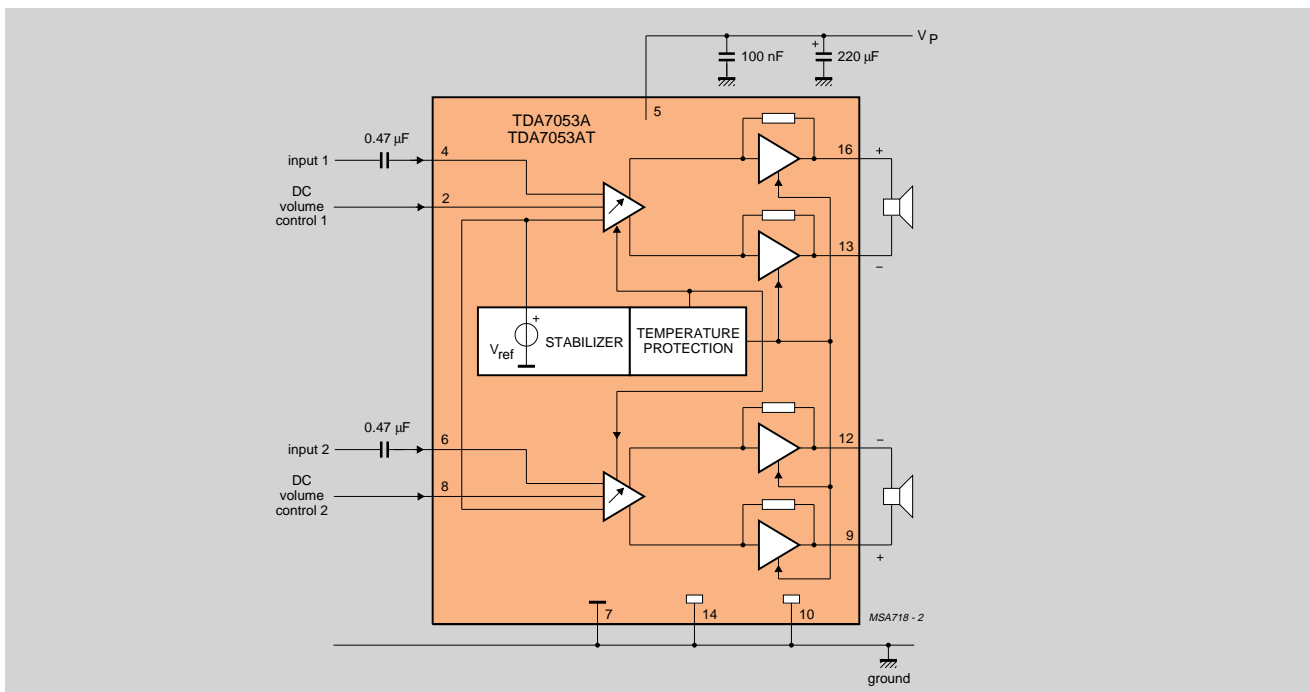 V P
100 nF
+
220 µF
5
TDA7053A
TDA7053AT
0.47 µF
input 1
4
16
+
DC
volume
control 1
2
13
−
+
Vref
STABILIZER
TEMPERATURE
PROTECTION
0.47 µF
input 2
6
12
−
DC
volume
control 2
8
9
+
7
14
10
MSA718 - 2
ground